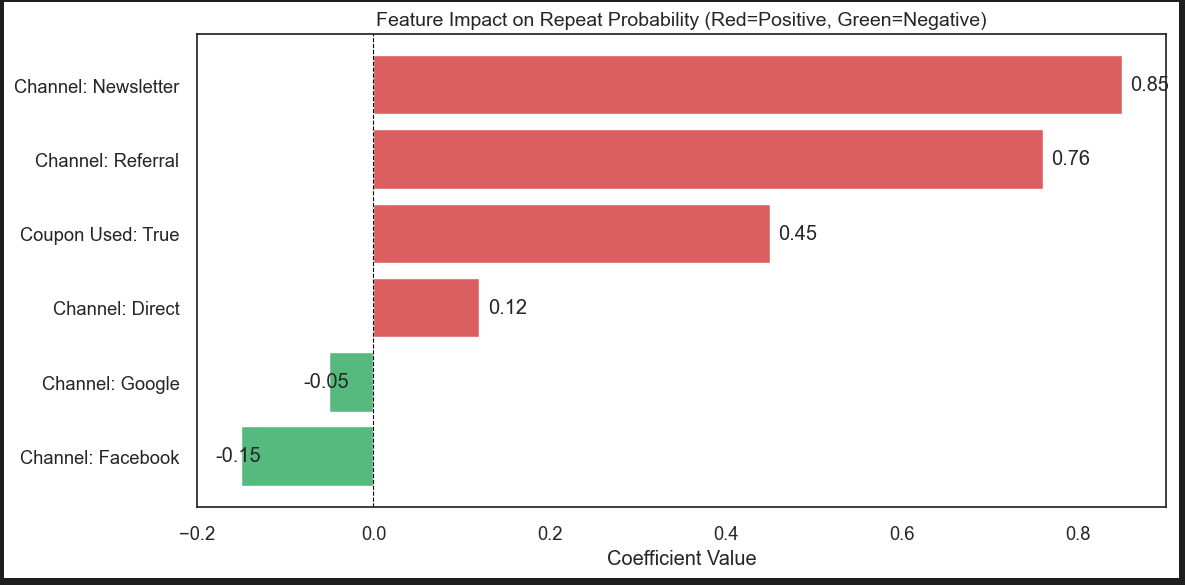 Feature Impact on Repeat Probability (Red=Positive, Green=Negative)
Channel: Newsletter
0.85
Channel: Referral
0.76
Coupon Used: True
0.45
Channel: Direct
0.12
Channel: Google
-0.05
Channel: Facebook
-0.15
−0.2 0.0 0.2 0.4 0.6 0.8
Coefficient Value